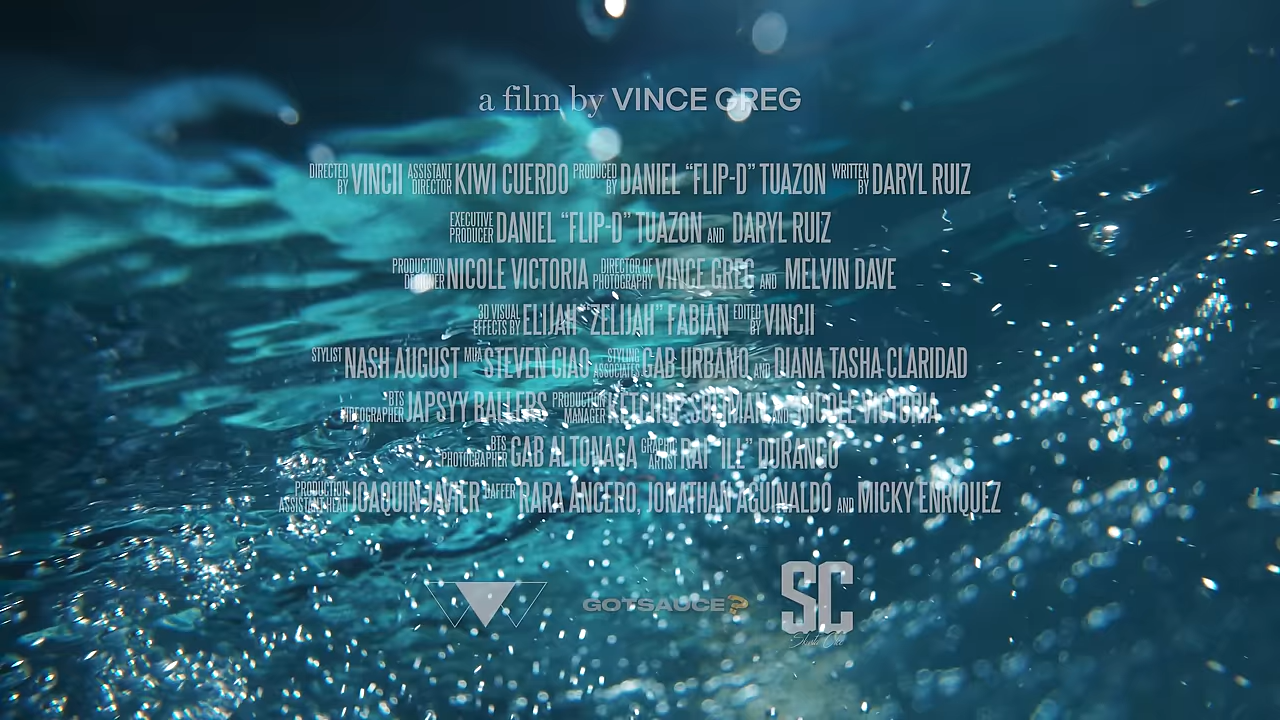 a film by VINCE GREG
DIRECTED BY VINCII ASSISTANT DIRECTOR KIWI CUERDO PRODUCED BY DANIEL “FLIP-D” TUAZON WRITTEN BY DARYL RUIZ
EXECUTIVE PRODUCER DANIEL “FLIP-D” TUAZON AND DARYL RUIZ
PRODUCTION DESIGNER NICOLE VICTORIA DIRECTOR OF PHOTOGRAPHY VINCE GREG AND MELVIN DAVE
3D VISUAL EFFECTS BY ELIJAH “ZELIJAH” FABIAN EDITED BY VINCII
STYLIST NASH AUGUST MUA STEVEN CIAO STYLING ASSOCIATES GAB URBANO AND DIANA TASHA CLARIDAD
BTS VIDEOGRAPHER JAPSYY BALLERS PRODUCTION MANAGER KETCHUP AND NICOLE VICTORIA
BTS PHOTOGRAPHER GAB ALTONAGA GRAPHIC ARTIST RAF “ILL” DURANGO
PRODUCTION ASSISTANT HEAD JOAQUIN JAVIER GAFFER RARA ANCERO, JONATHAN AGUINALDO AND MICKY ENRIQUEZ
GOTSAUCE?
SC